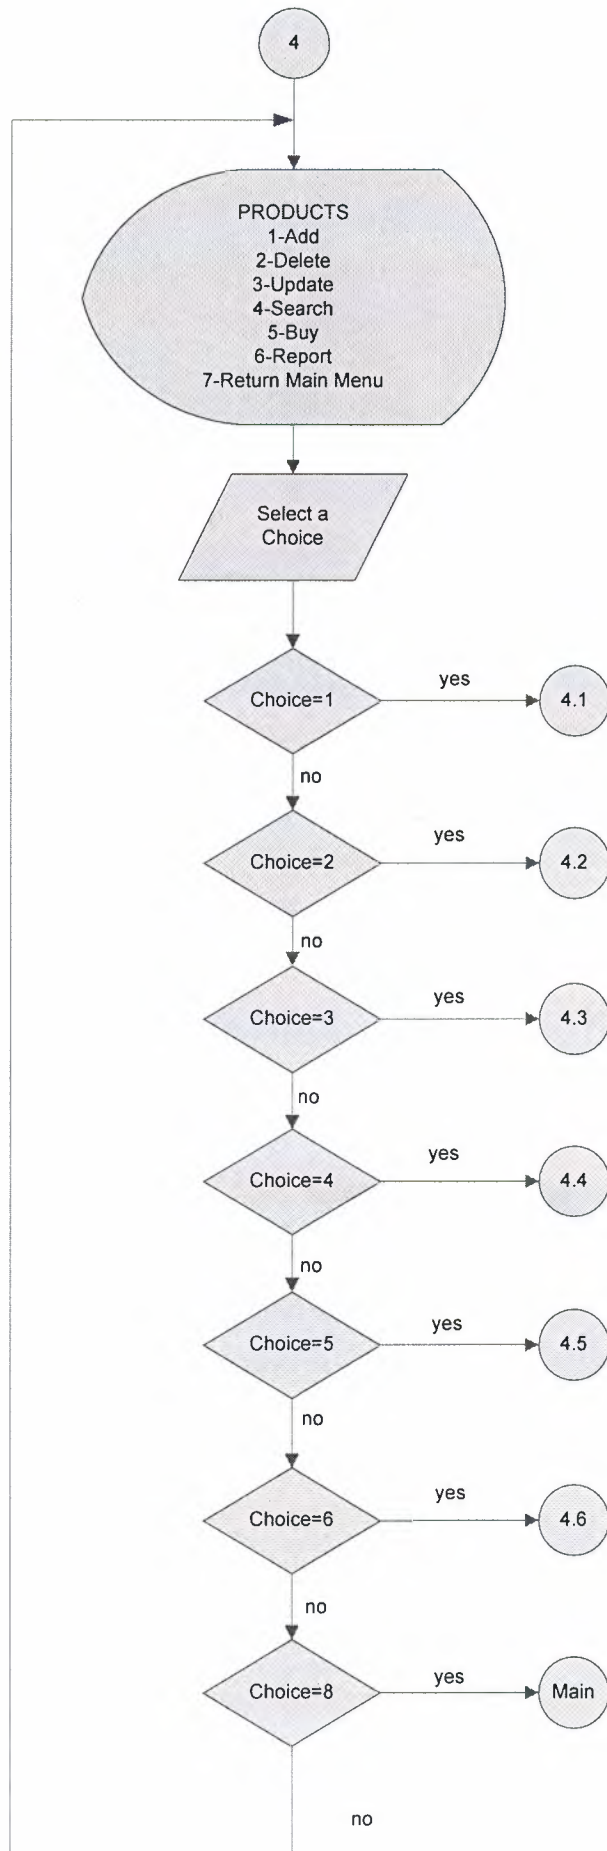 4
PRODUCTS
1-Add
2-Delete
3-Update
4-Search
5-Buy
6-Report
7-Return Main Menu
Select a
Choice
Choice=1
yes
4.1
no
Choice=2
yes
4.2
no
Choice=3
yes
4.3
no
Choice=4
yes
4.4
no
Choice=5
yes
4.5
no
Choice=6
yes
4.6
no
Choice=8
yes
Main
no